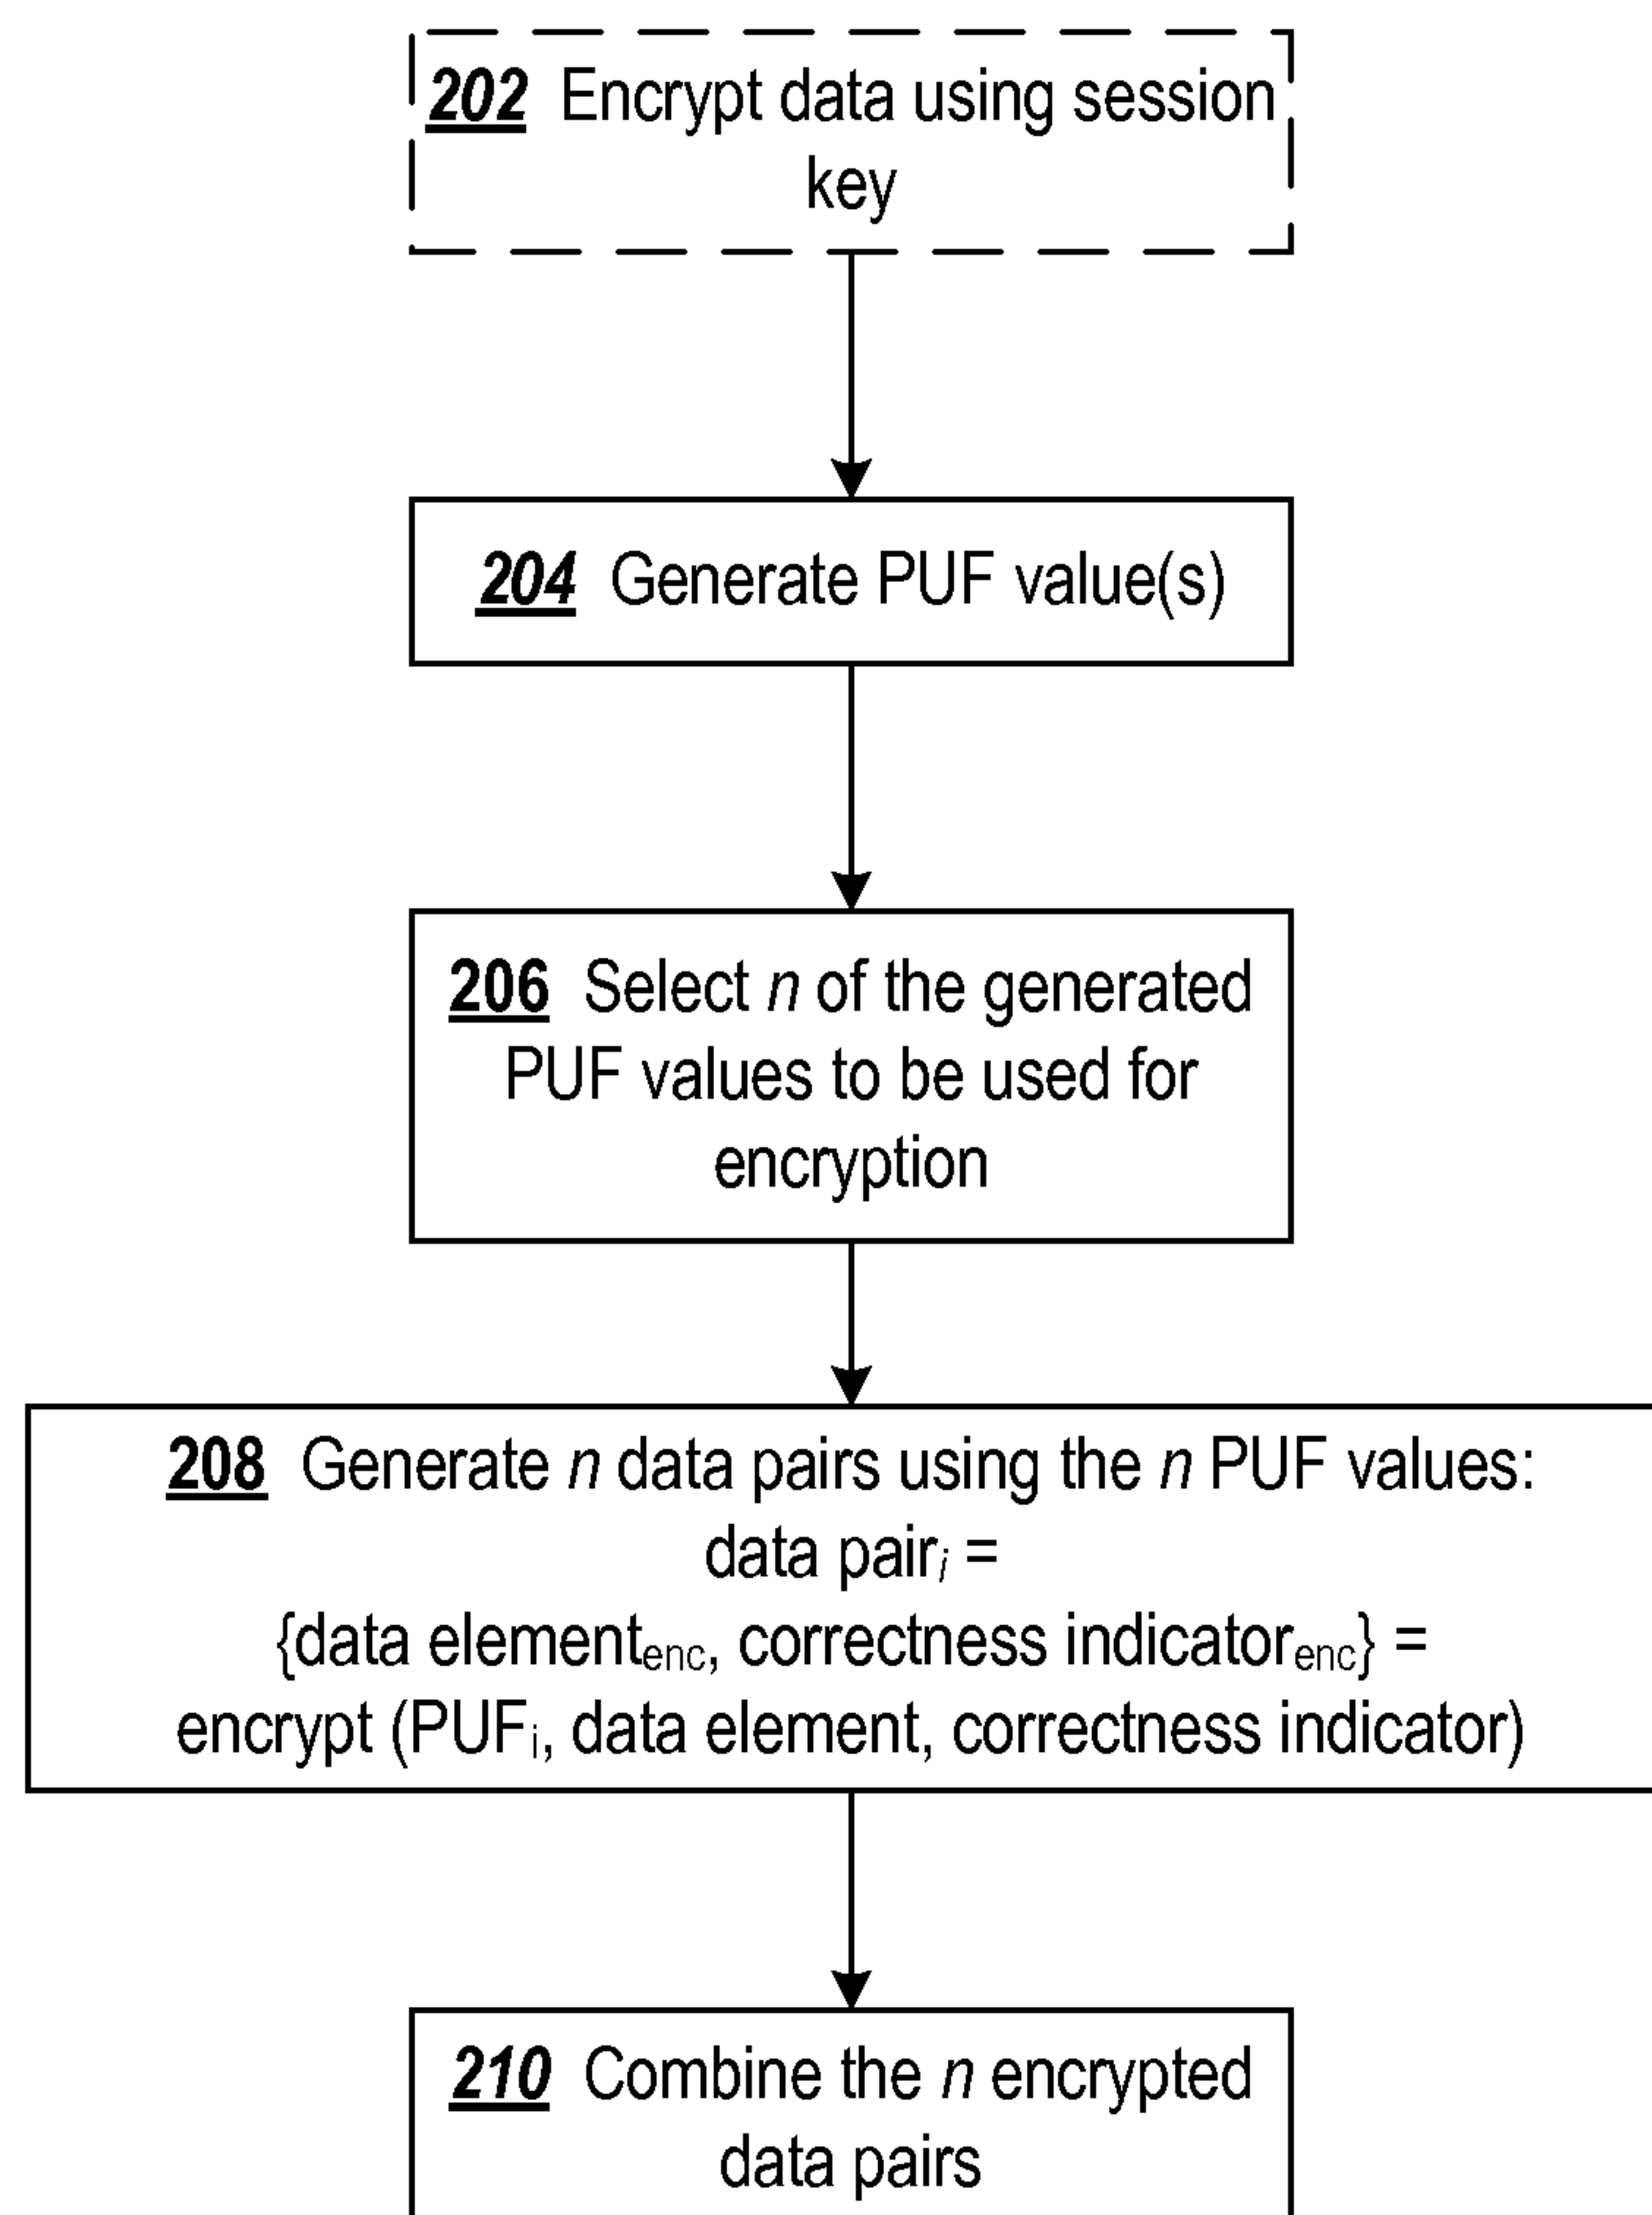 202 Encrypt data using session
key
204 Generate PUF value(s)
206 Select n of the generated
PUF values to be used for
encryption
208 Generate n data pairs using the n PUF values:
data pairᵢ =
{data elementenc, correctness indicatorenc} =
encrypt (PUFi, data element, correctness indicator)
210 Combine the n encrypted
data pairs